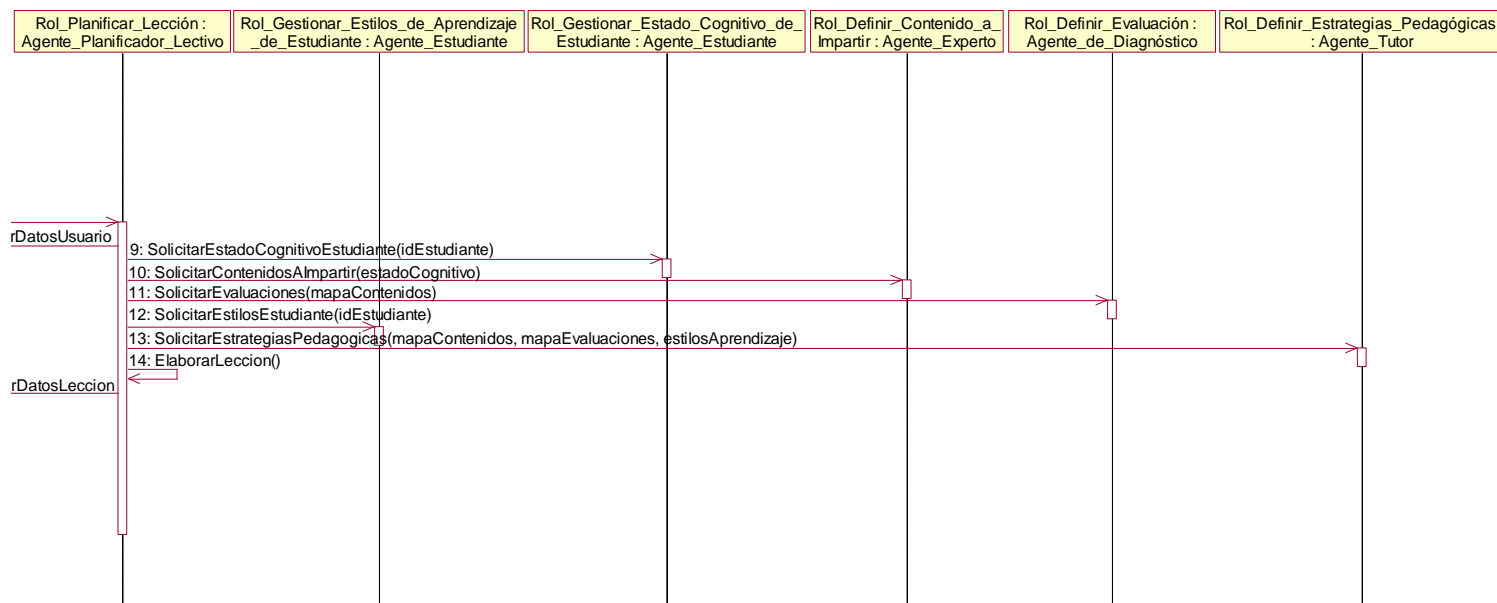 Rol_Planificar_Lección :
Agente_Planificador_Lectivo
Rol_Gestionar_Estilos_de_Aprendizaje
_de_Estudiante : Agente_Estudiante
Rol_Gestionar_Estado_Cognitivo_de_
Estudiante : Agente_Estudiante
Rol_Definir_Contenido_a_
Impartir : Agente_Experto
Rol_Definir_Evaluación :
Agente_de_Diagnóstico
Rol_Definir_Estrategias_Pedagógicas
: Agente_Tutor
rDatosUsuario
9: SolicitarEstadoCognitivoEstudiante(idEstudiante)
10: SolicitarContenidosAImpartir(estadoCognitivo)
11: SolicitarEvaluaciones(mapaContenidos)
12: SolicitarEstilosEstudiante(idEstudiante)
13: SolicitarEstrategiasPedagogicas(mapaContenidos, mapaEvaluaciones, estilosAprendizaje)
14: ElaborarLeccion()
rDatosLeccion